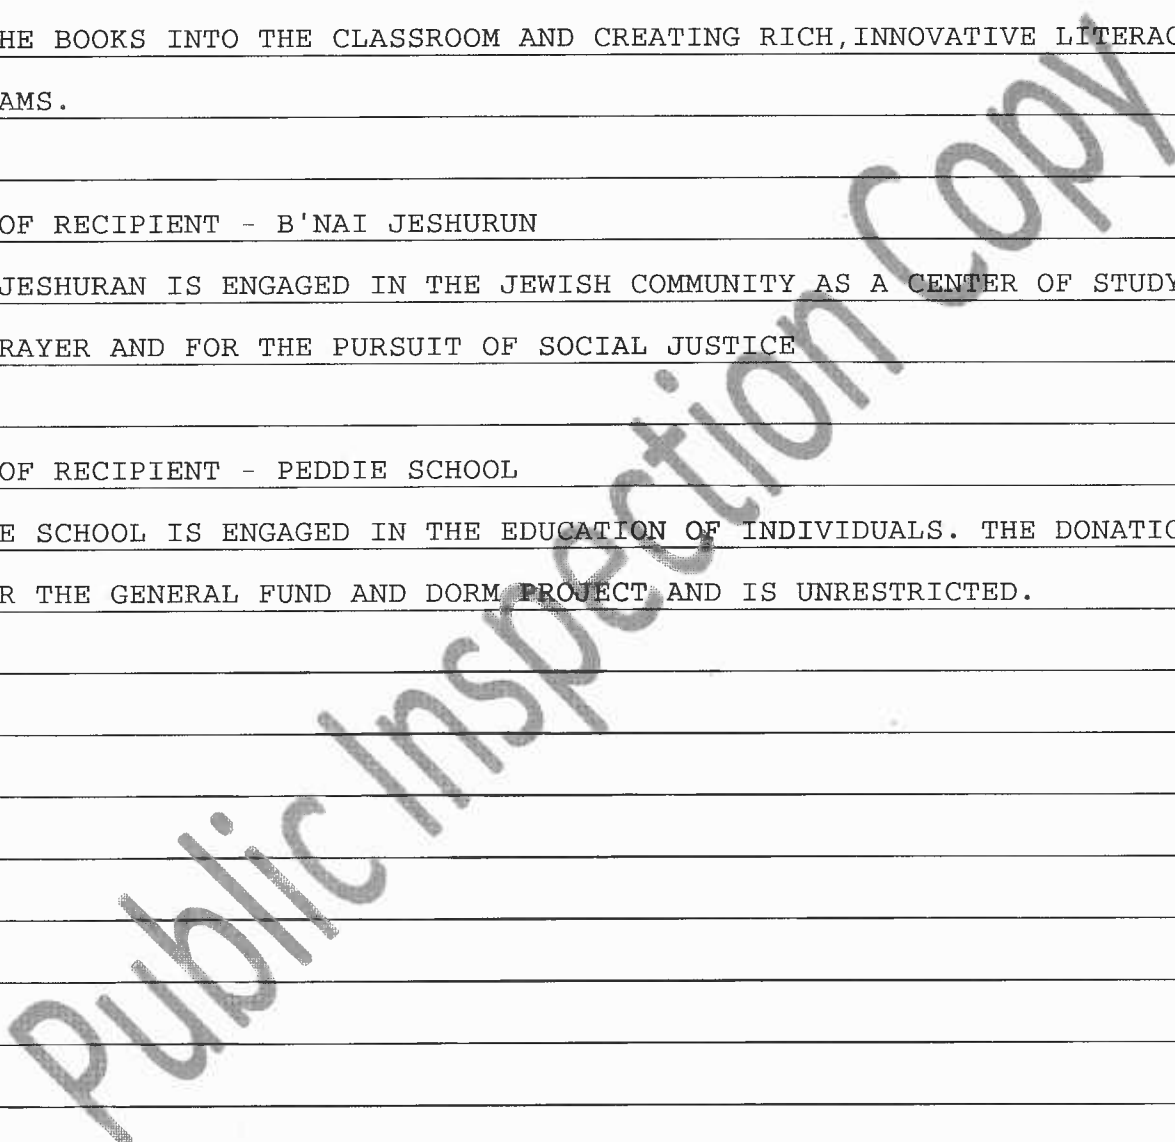 HE BOOKS INTO THE CLASSROOM AND CREATING RICH,INNOVATIVE LITERAC
AMS.
OF RECIPIENT - B'NAI JESHURUN
JESHURAN IS ENGAGED IN THE JEWISH COMMUNITY AS A CENTER OF STUDY
RAYER AND FOR THE PURSUIT OF SOCIAL JUSTICE
OF RECIPIENT - PEDDIE SCHOOL
E SCHOOL IS ENGAGED IN THE EDUCATION OF INDIVIDUALS. THE DONATIO
R THE GENERAL FUND AND DORM PROJECT AND IS UNRESTRICTED.
Public Inspection Copy